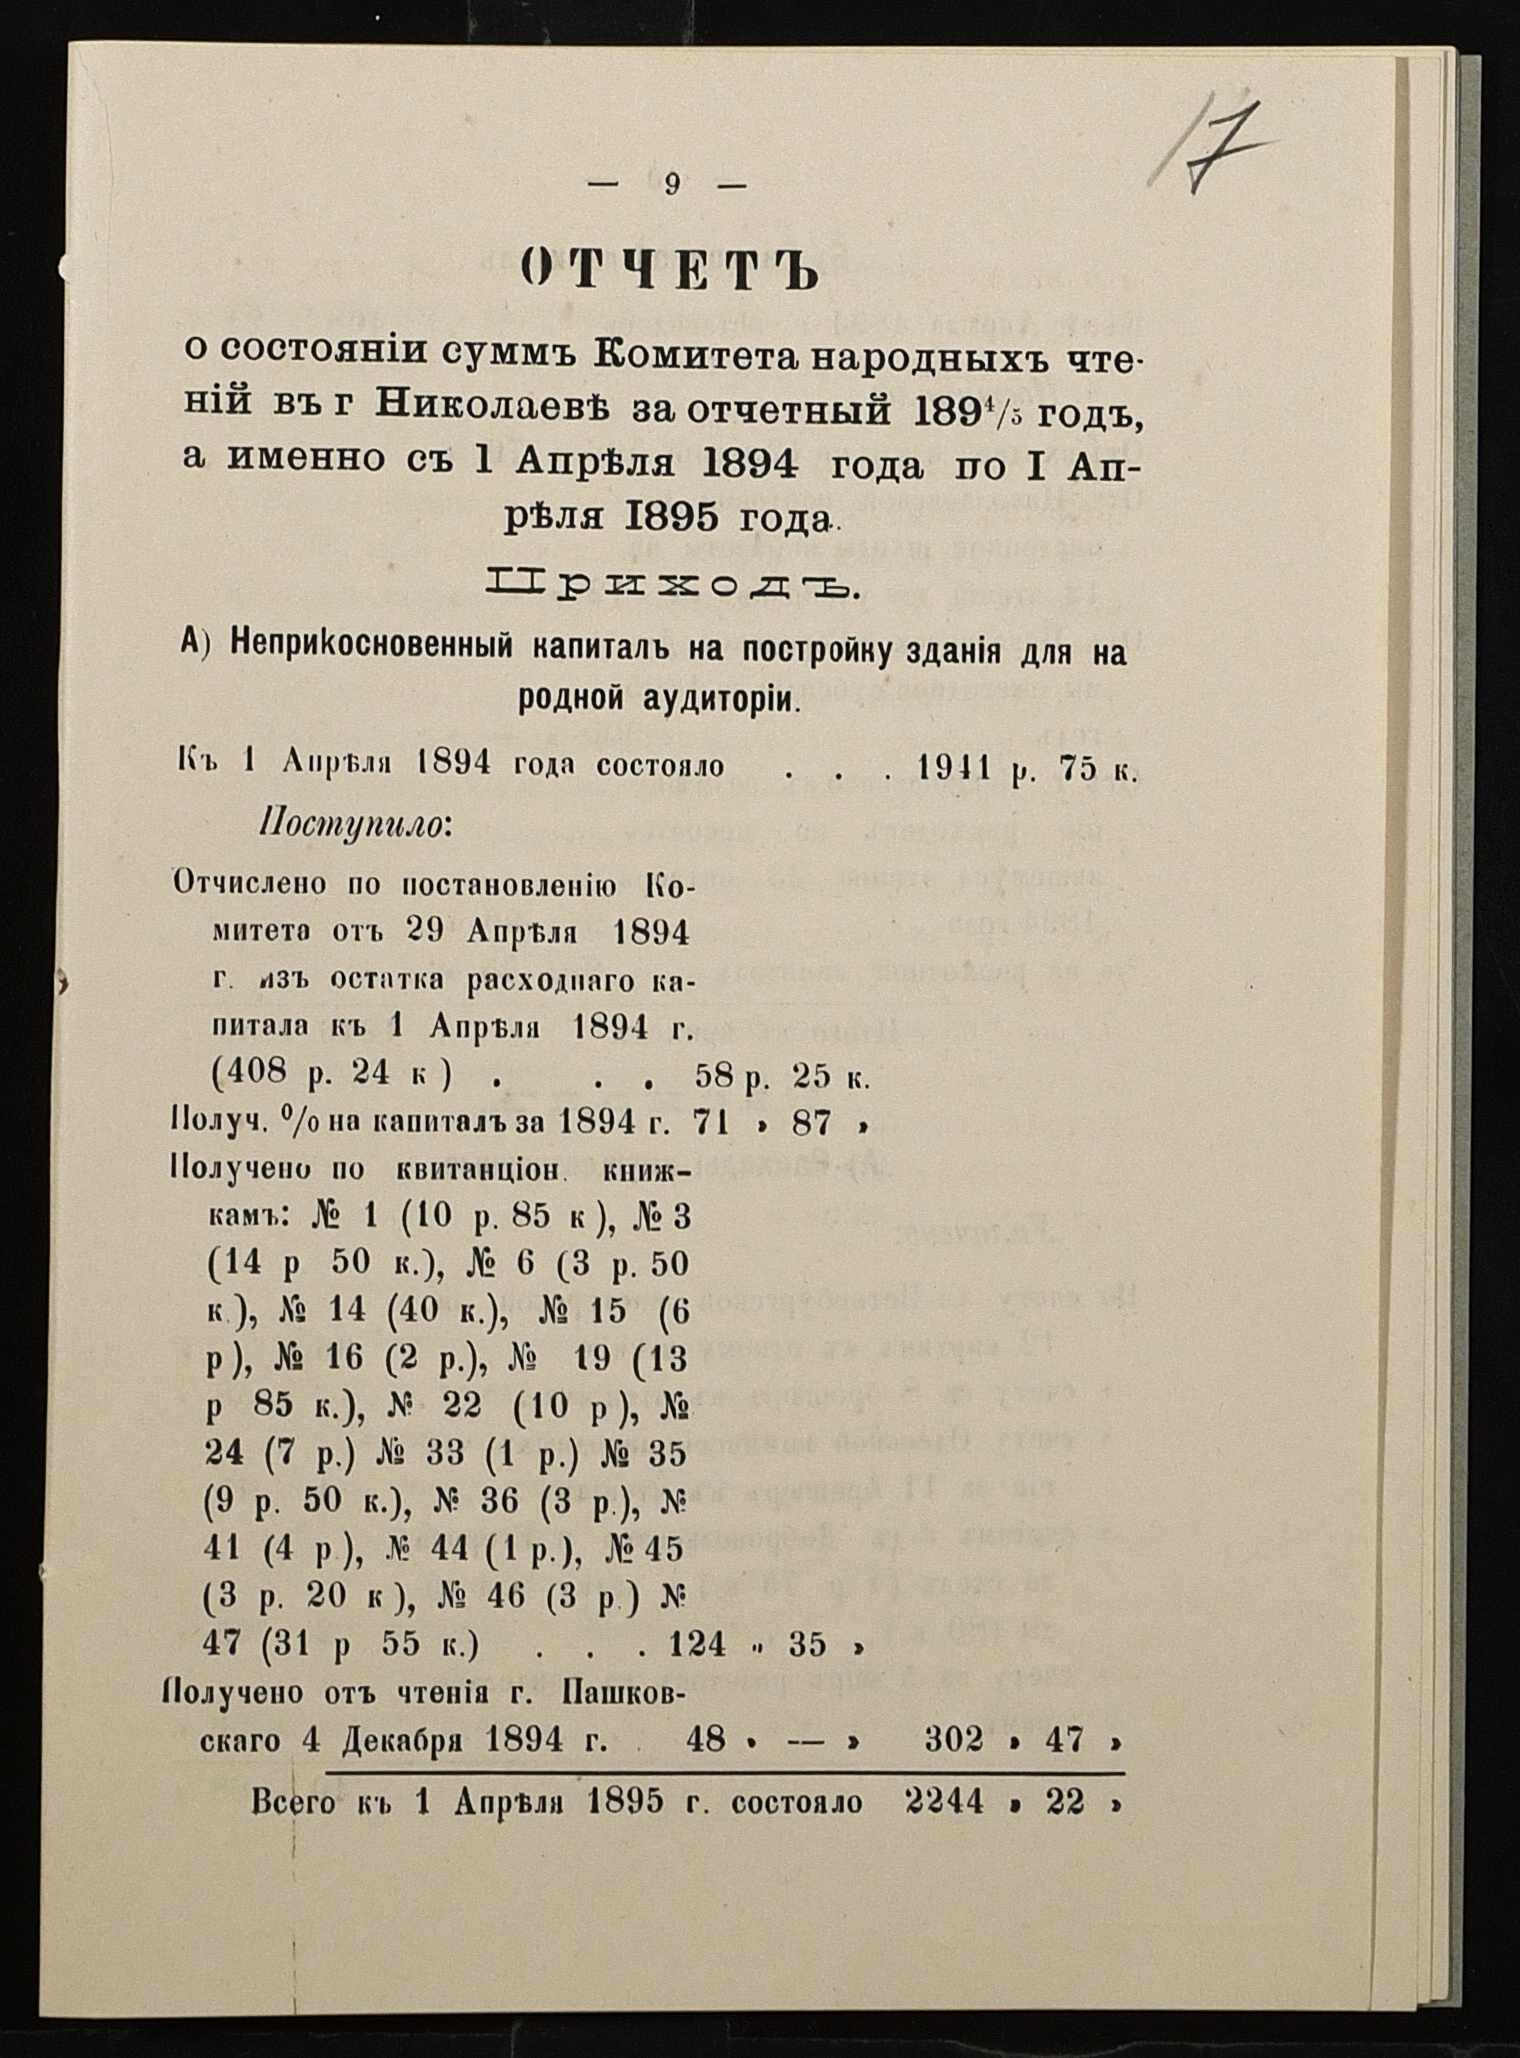 17
— 9 —
ОТЧЕТЪ
о состояніи суммъ Комитета народныхъ чте-
ній въ г Николаевѣ за отчетный 189⁴/₅ годъ,
а именно съ 1 Апрѣля 1894 года по I Ап-
рѣля 1895 года.
Приходъ.
А) Неприкосновенный капиталъ на постройку зданія для на
родной аудиторіи.
Къ 1 Апрѣля 1894 года состояло . . . 1941 р. 75 к.
Поступило:
Отчислено по постановленію Ко-
митета отъ 29 Апрѣля 1894
г. изъ остатка расходнаго ка-
питала къ 1 Апрѣля 1894 г.
(408 р. 24 к ) . . . 58 р. 25 к.
Получ. % на капиталъ за 1894 г. 71 » 87 »
Получено по квитанціон. книж-
камъ: № 1 (10 р. 85 к ), № 3
(14 р 50 к.), № 6 (3 р. 50
к.), № 14 (40 к.), № 15 (6
р ), № 16 (2 р.), № 19 (13
р 85 к.), № 22 (10 р ), №
24 (7 р.) № 33 (1 р.) № 35
(9 р. 50 к.), № 36 (3 р.), №
41 (4 р.), № 44 (1 р.), № 45
(3 р. 20 к ), № 46 (3 р.) №
47 (31 р 55 к.) . . . 124 „ 35 »
Получено отъ чтенія г. Пашков-
скаго 4 Декабря 1894 г. . 48 » — » 302 » 47 »
Всего къ 1 Апрѣля 1895 г. состояло 2244 » 22 »